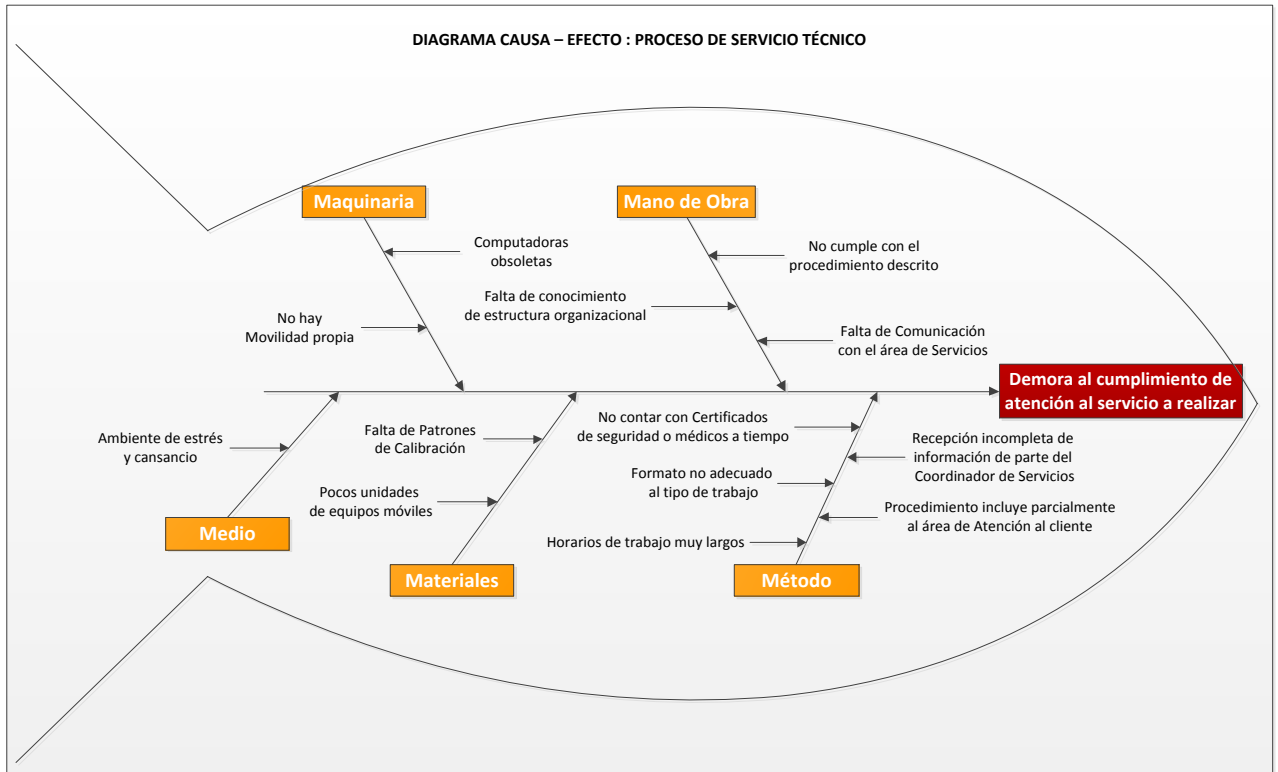 DIAGRAMA CAUSA – EFECTO : PROCESO DE SERVICIO TÉCNICO
Maquinaria
Mano de Obra
Computadoras
obsoletas
No hay
Movilidad propia
No cumple con el
procedimiento descrito
Falta de conocimiento
de estructura organizacional
Falta de Comunicación
con el área de Servicios
Demora al cumplimiento de
atención al servicio a realizar
Ambiente de estrés
y cansancio
Medio
Falta de Patrones
de Calibración
Pocos unidades
de equipos móviles
Materiales
No contar con Certificados
de seguridad o médicos a tiempo
Recepción incompleta de
información de parte del
Coordinador de Servicios
Formato no adecuado
al tipo de trabajo
Procedimiento incluye parcialmente
al área de Atención al cliente
Horarios de trabajo muy largos
Método